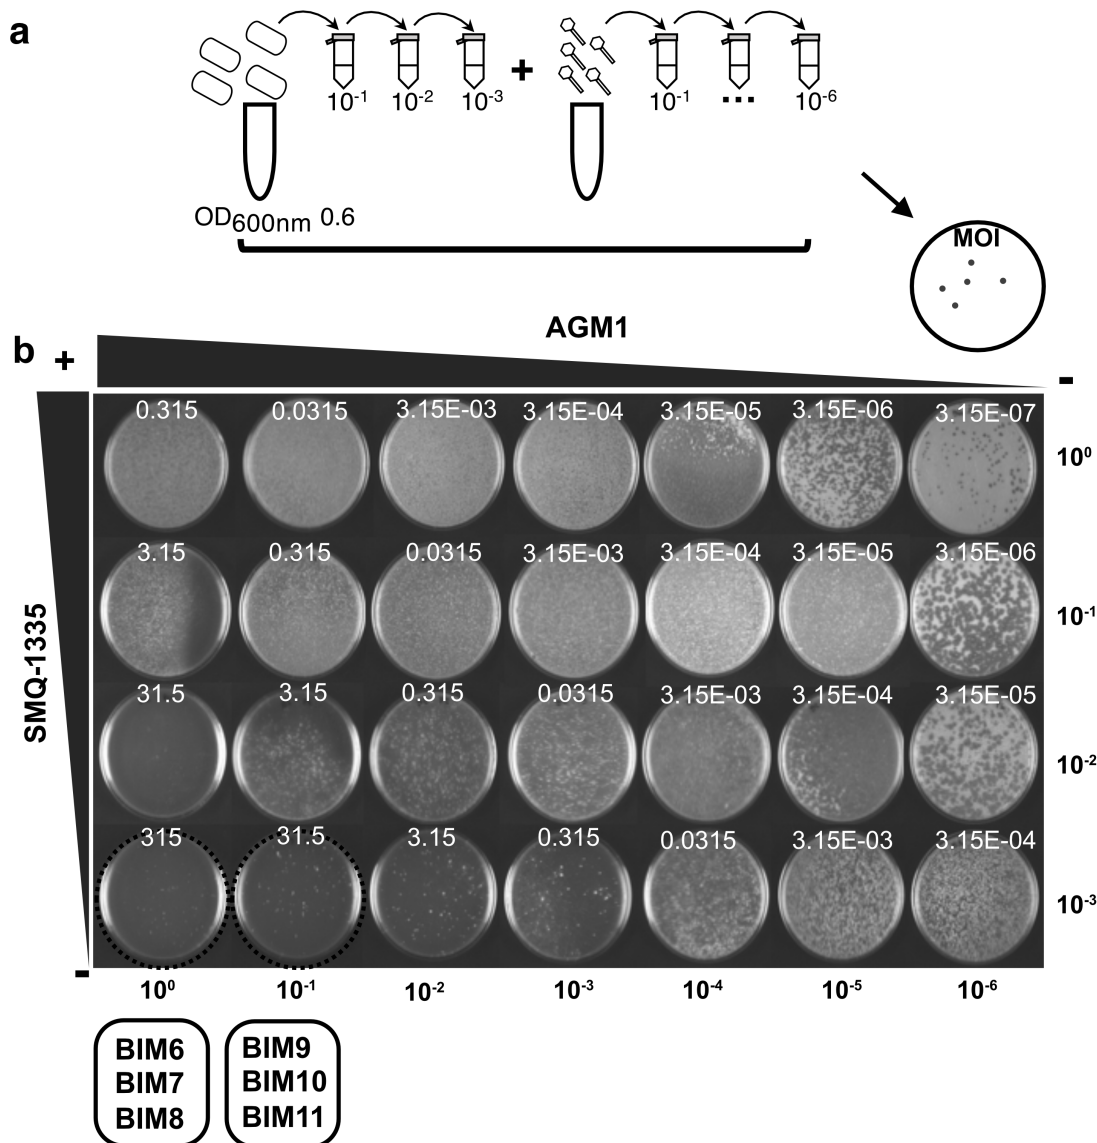 a
+
10-1 10-2 10-3 10-1 ... 10-6
OD600nm 0.6
MOI
AGM1
b + -
0.315 0.0315 3.15E-03 3.15E-04 3.15E-05 3.15E-06 3.15E-07
100
3.15 0.315 0.0315 3.15E-03 3.15E-04 3.15E-05 3.15E-06
10-1
SMQ-1335
31.5 3.15 0.315 0.0315 3.15E-03 3.15E-04 3.15E-05
10-2
315 31.5 3.15 0.315 0.0315 3.15E-03 3.15E-04
10-3
-
100 10-1 10-2 10-3 10-4 10-5 10-6
BIM6
BIM7
BIM8
BIM9
BIM10
BIM11